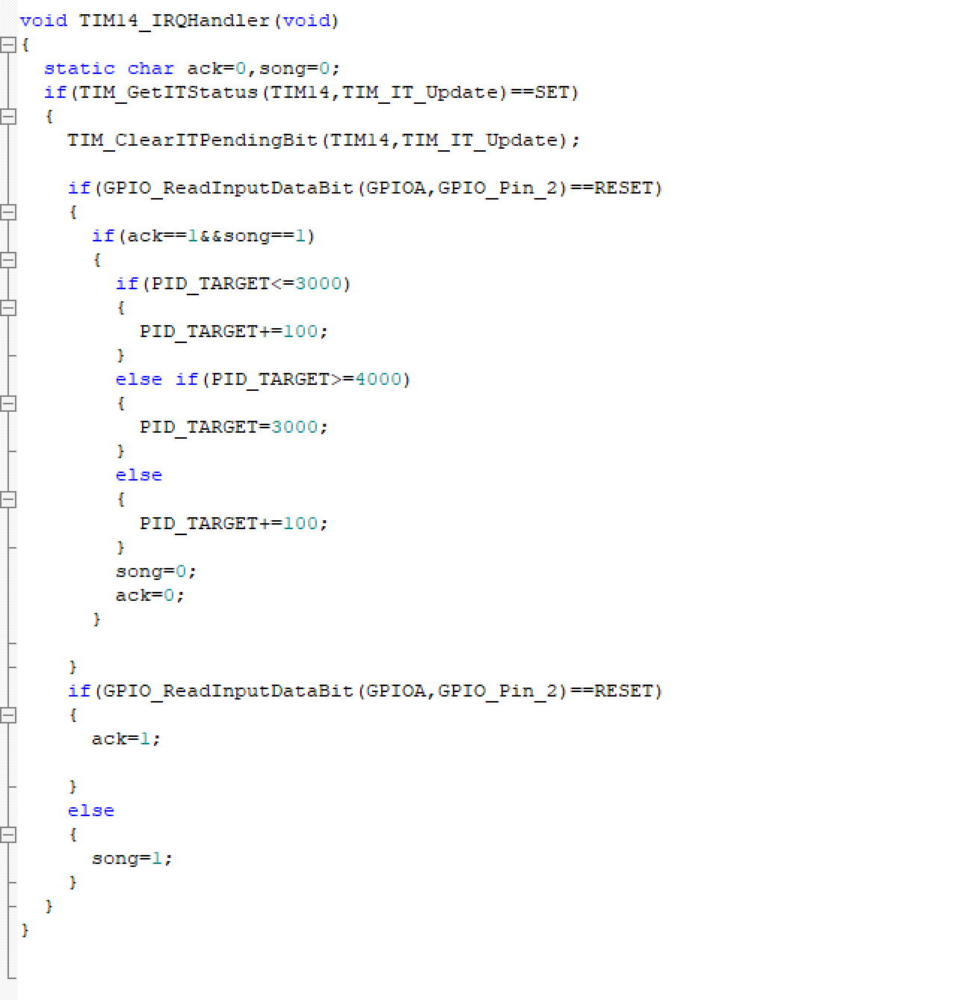 void TIM14_IRQHandler(void)
{
  static char ack=0,song=0;
  if(TIM_GetITStatus(TIM14,TIM_IT_Update)==SET)
  {
    TIM_ClearITPendingBit(TIM14,TIM_IT_Update);

    if(GPIO_ReadInputDataBit(GPIOA,GPIO_Pin_2)==RESET)
    {
      if(ack==1&&song==1)
      {
        if(PID_TARGET<=3000)
        {
          PID_TARGET+=100;
        }
        else if(PID_TARGET>=4000)
        {
          PID_TARGET=3000;
        }
        else
        {
          PID_TARGET+=100;
        }
        song=0;
        ack=0;
      }

    }
    if(GPIO_ReadInputDataBit(GPIOA,GPIO_Pin_2)==RESET)
    {
      ack=1;

    }
    else
    {
      song=1;
    }
  }
}